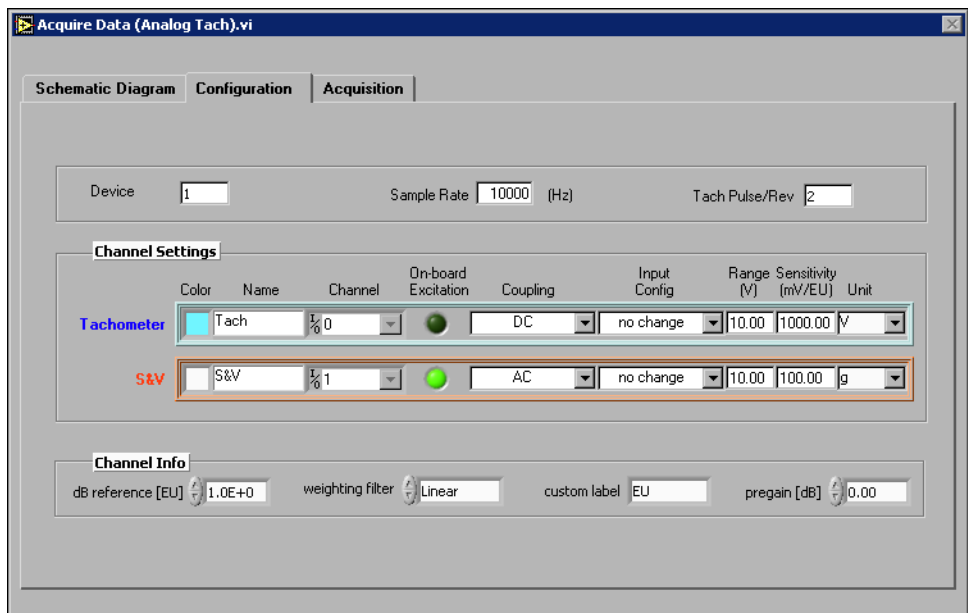 Acquire Data (Analog Tach).vi
Schematic Diagram Configuration Acquisition
Device 1 Sample Rate 10000 (Hz) Tach Pulse/Rev 2
Channel Settings
Color Name Channel On-board Excitation Coupling Input Config Range (V) Sensitivity (mV/EU) Unit
Tachometer Tach I/O 0 DC no change 10.00 1000.00 V
S&V S&V I/O 1 AC no change 10.00 100.00 g
Channel Info
dB reference [EU] 1.0E+0 weighting filter Linear custom label EU pregain [dB] 0.00